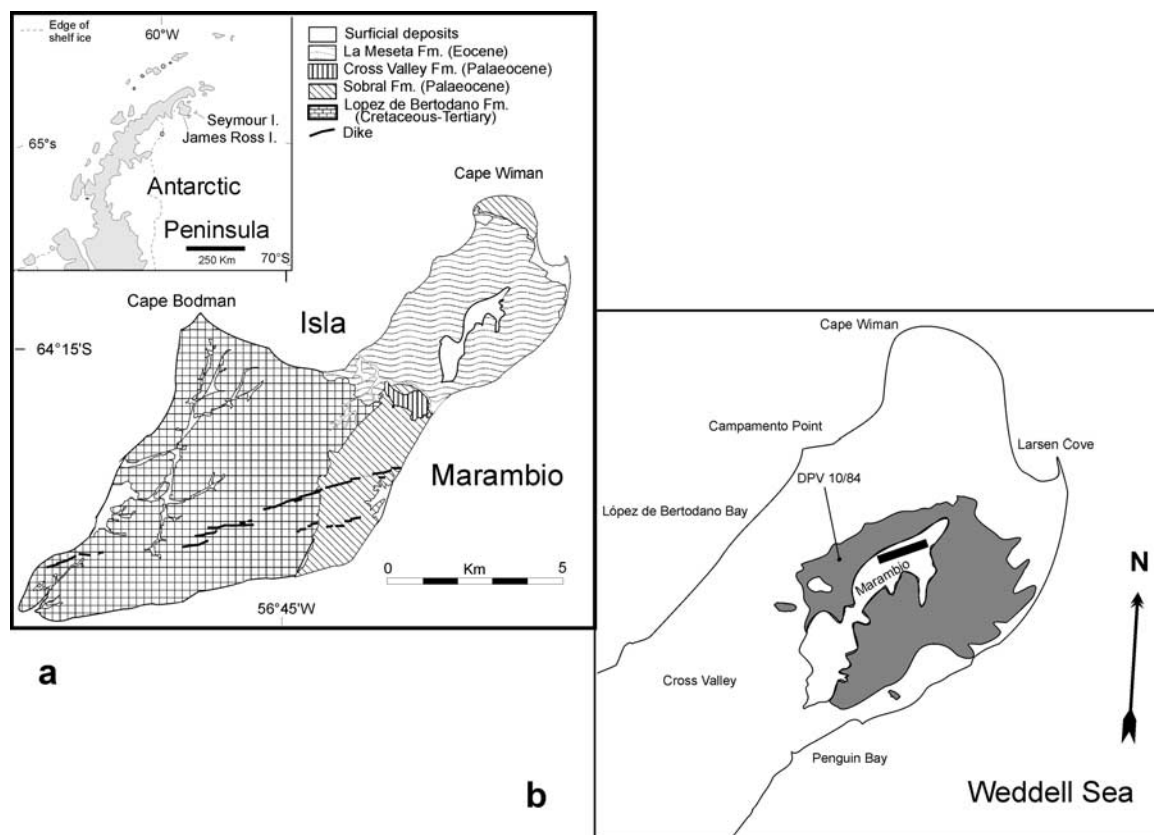 Edge of
shelf ice
60°W
65°s
Seymour I.
James Ross I.
Antarctic
Peninsula
250 Km
70°S
Surficial deposits
La Meseta Fm. (Eocene)
Cross Valley Fm. (Palaeocene)
Sobral Fm. (Palaeocene)
Lopez de Bertodano Fm.
(Cretaceous-Tertiary)
Dike
Cape Wiman
Cape Bodman
Isla
64°15'S
Marambio
0 Km 5
56°45'W
a
Cape Wiman
Campamento Point
Larsen Cove
DPV 10/84
López de Bertodano Bay
Marambio
N
Cross Valley
Penguin Bay
Weddell Sea
b